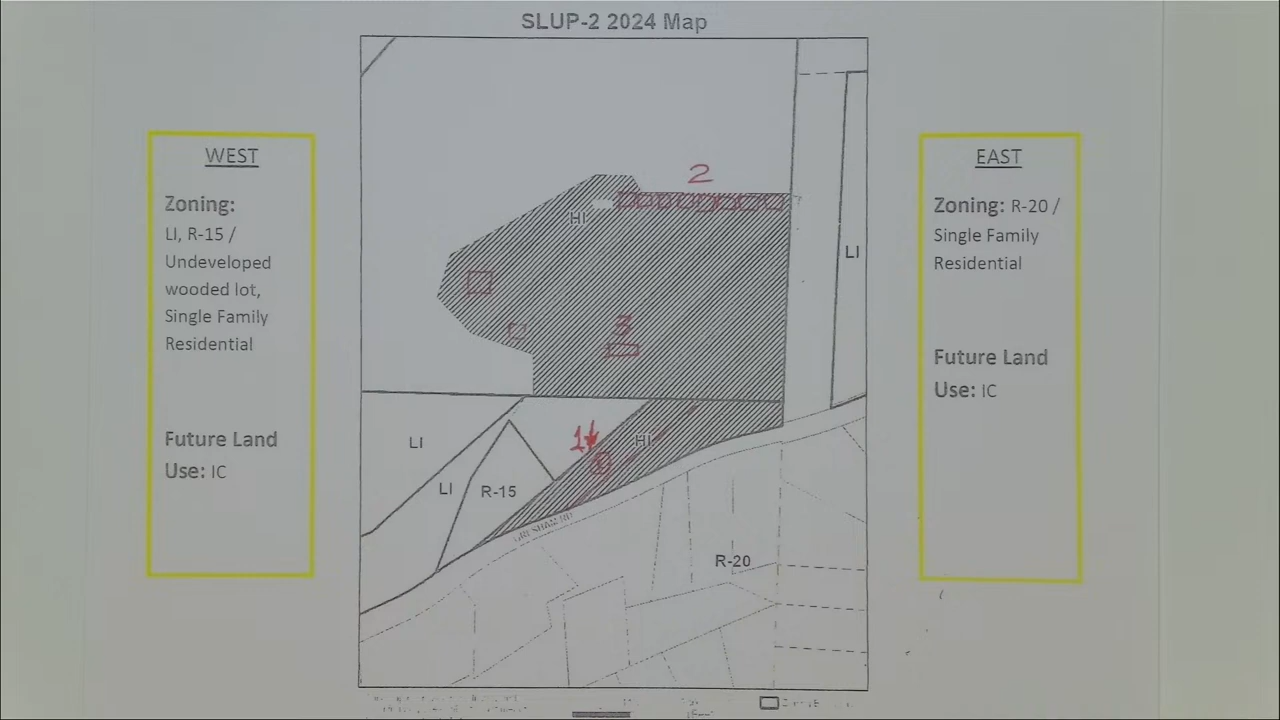 SLUP-2 2024 Map
WEST
Zoning:
LI, R-15 /
Undeveloped
wooded lot,
Single Family
Residential
Future Land
Use: IC
2
HI
LI
3
1
HI
LI
LI
R-15
GRESHAM RD
R-20
EAST
Zoning: R-20 /
Single Family
Residential
Future Land
Use: IC